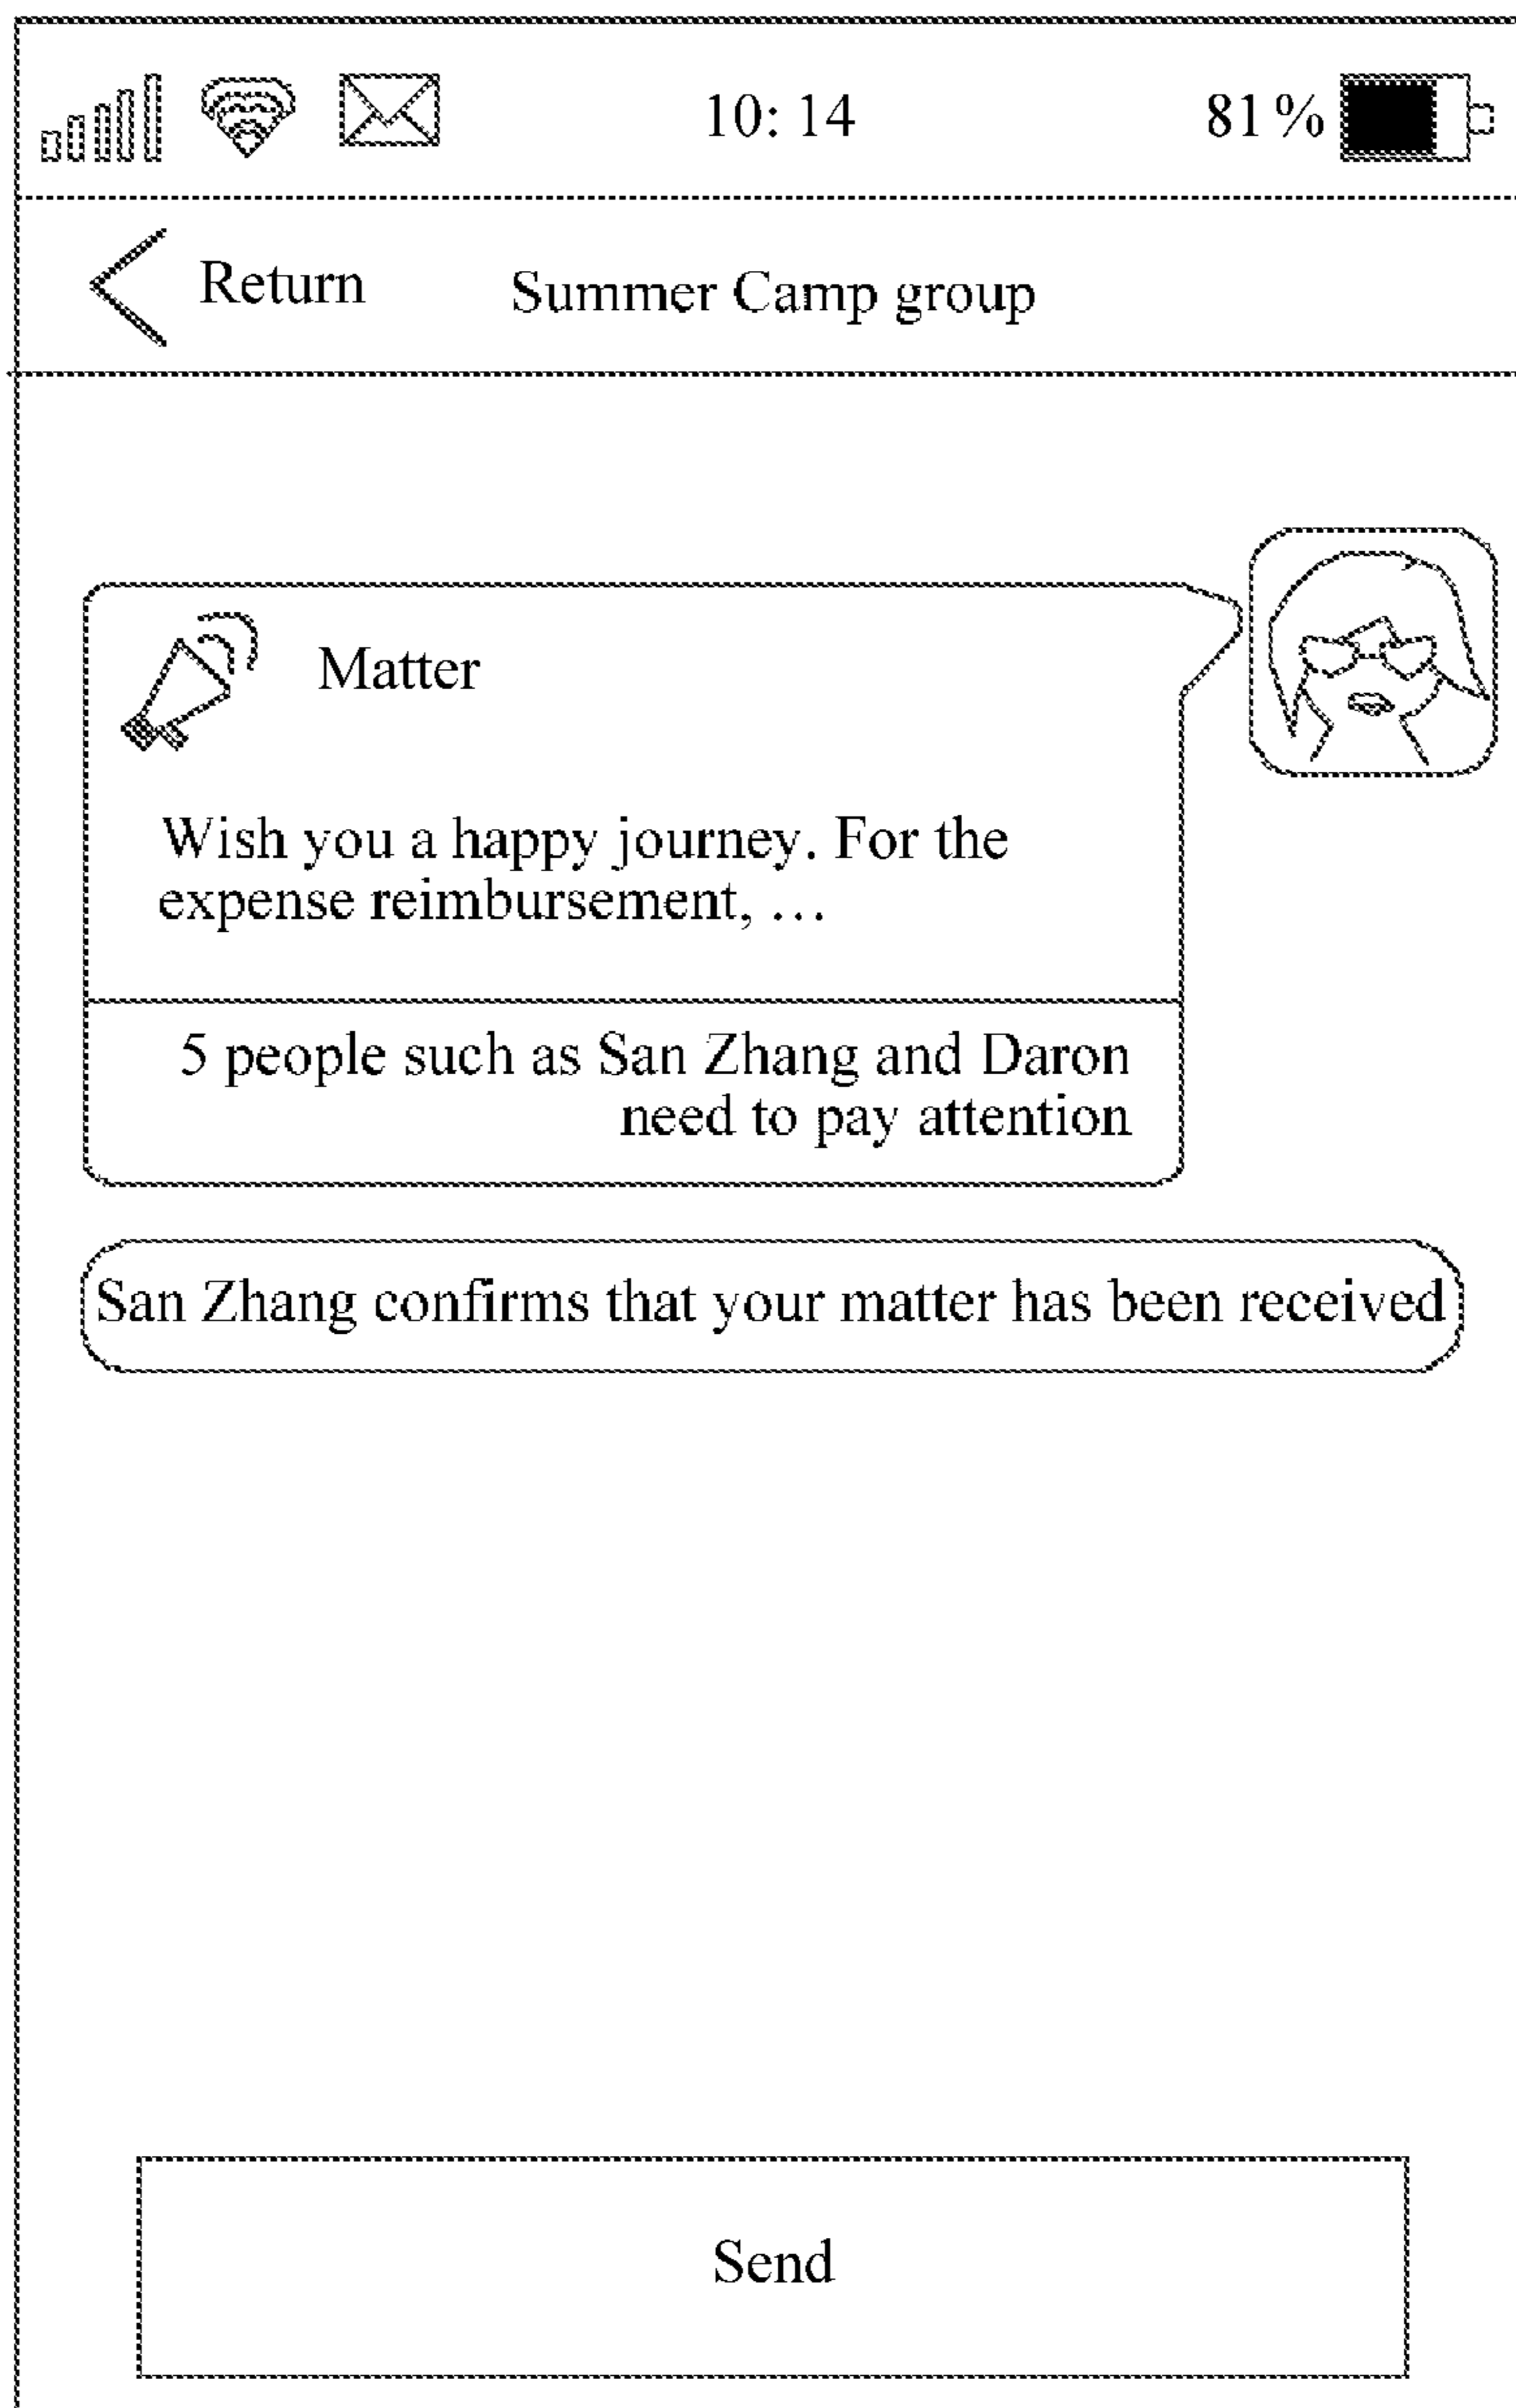 10: 14
81%
Return
Summer Camp group
Matter
Wish you a happy journey. For the
expense reimbursement, …
5 people such as San Zhang and Daron
need to pay attention
San Zhang confirms that your matter has been received
Send